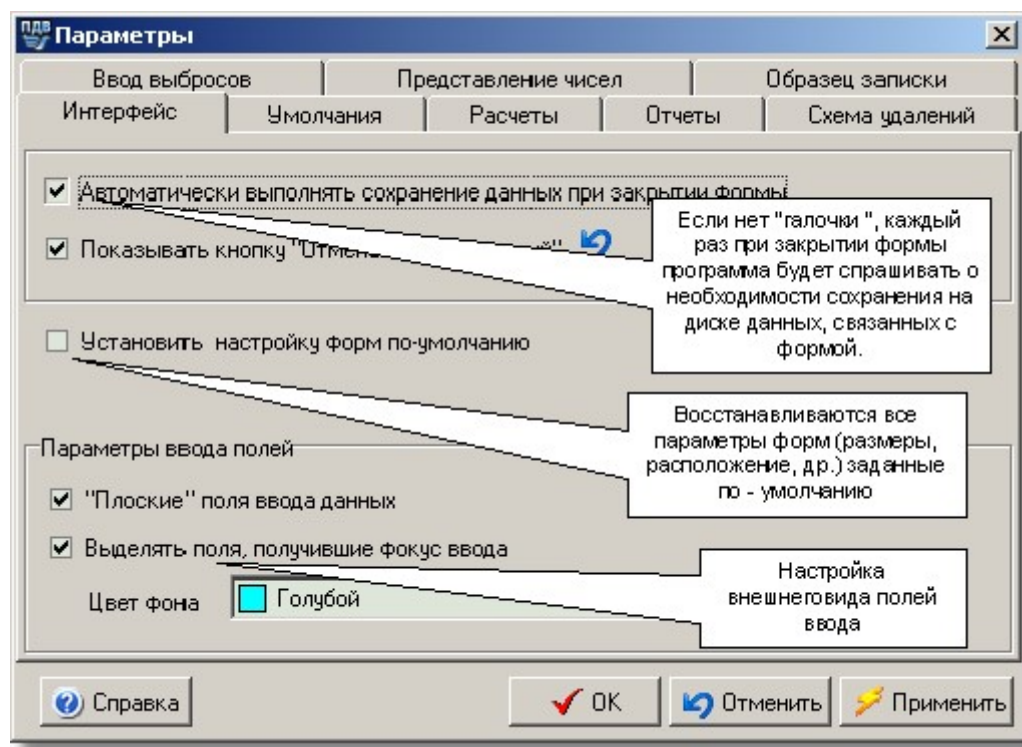 ПДВ Параметры
Ввод выбросов Представление чисел Образец записки
Интерфейс Умолчания Расчеты Отчеты Схема удалений
Автоматически выполнять сохранение данных при закрытии формы
Если нет "галочки ", каждый
раз при закрытии формы
программа будет спрашивать о
необходимости сохранения на
диске данных, связанных с
формой.
Показывать кнопку "Отмена
Установить настройку форм по-умолчанию
Восстанавливаются все
параметры форм (размеры,
расположение, др.) заданные
по - умолчанию
Параметры ввода полей
"Плоские" поля ввода данных
Выделять поля, получившие фокус ввода
Настройка
внешнеговида полей
ввода
Цвет фона Голубой
Справка OK Отменить Применить